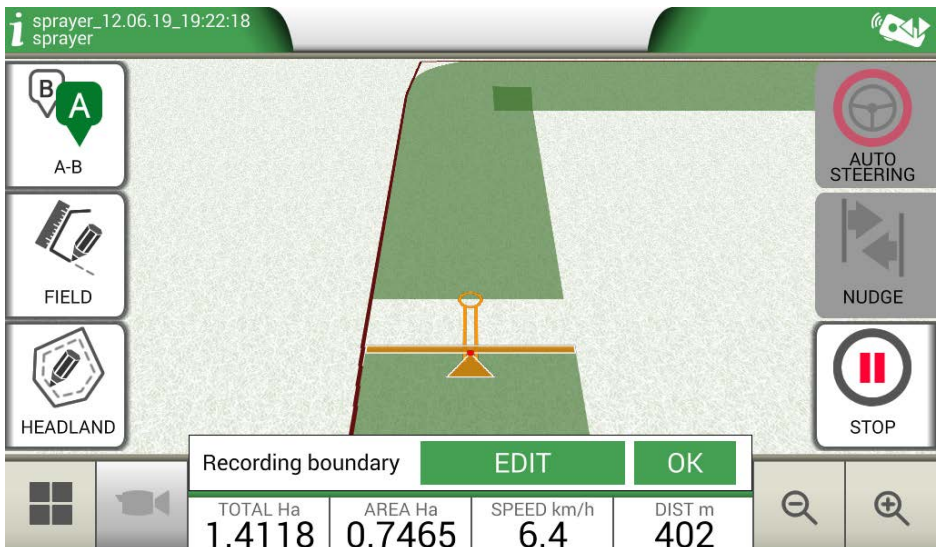 sprayer_12.06.19_19:22:18
sprayer
B
A
A-B
FIELD
HEADLAND
AUTO
STEERING
NUDGE
STOP
Recording boundary EDIT OK
TOTAL Ha AREA Ha SPEED km/h DIST m
1.4118 0.7465 6.4 402